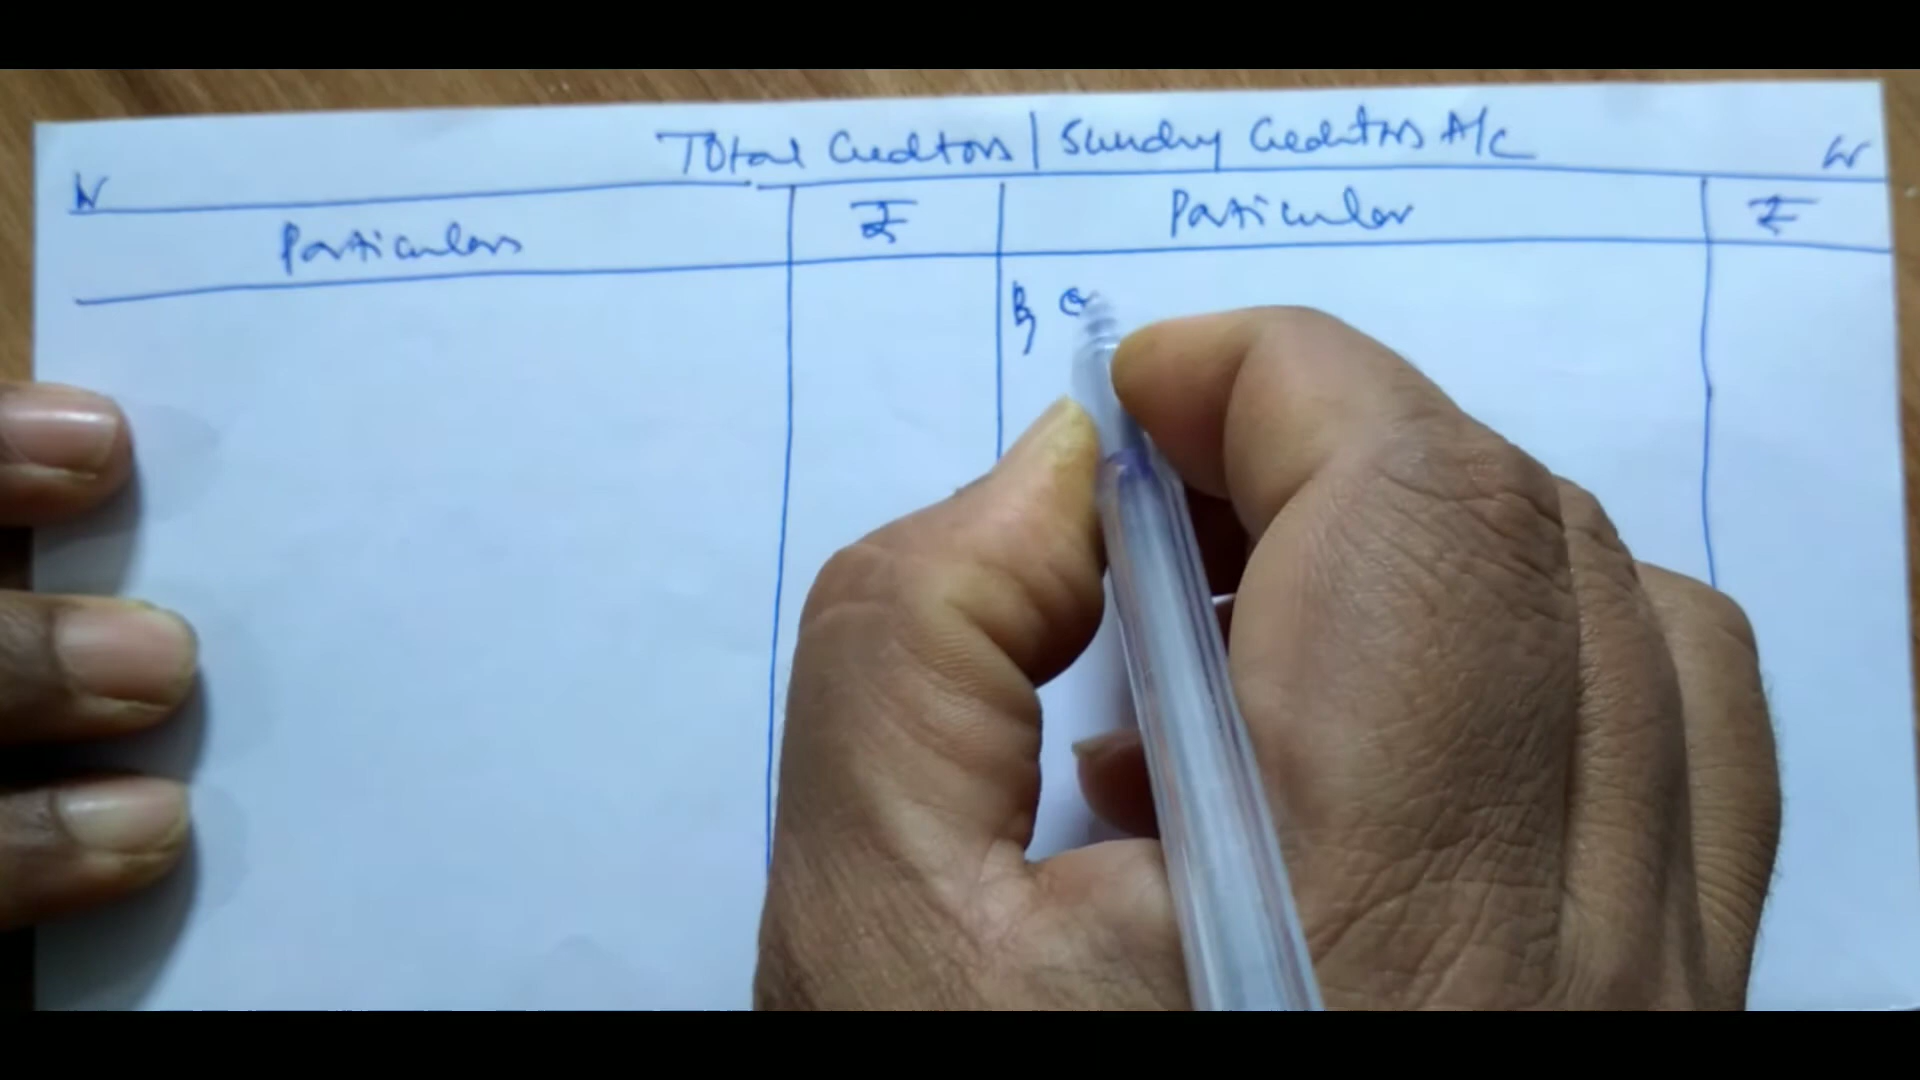 Total Creditors | Sundry Creditors A/c
Dr Cr
Particulars ₹ Particular ₹
By